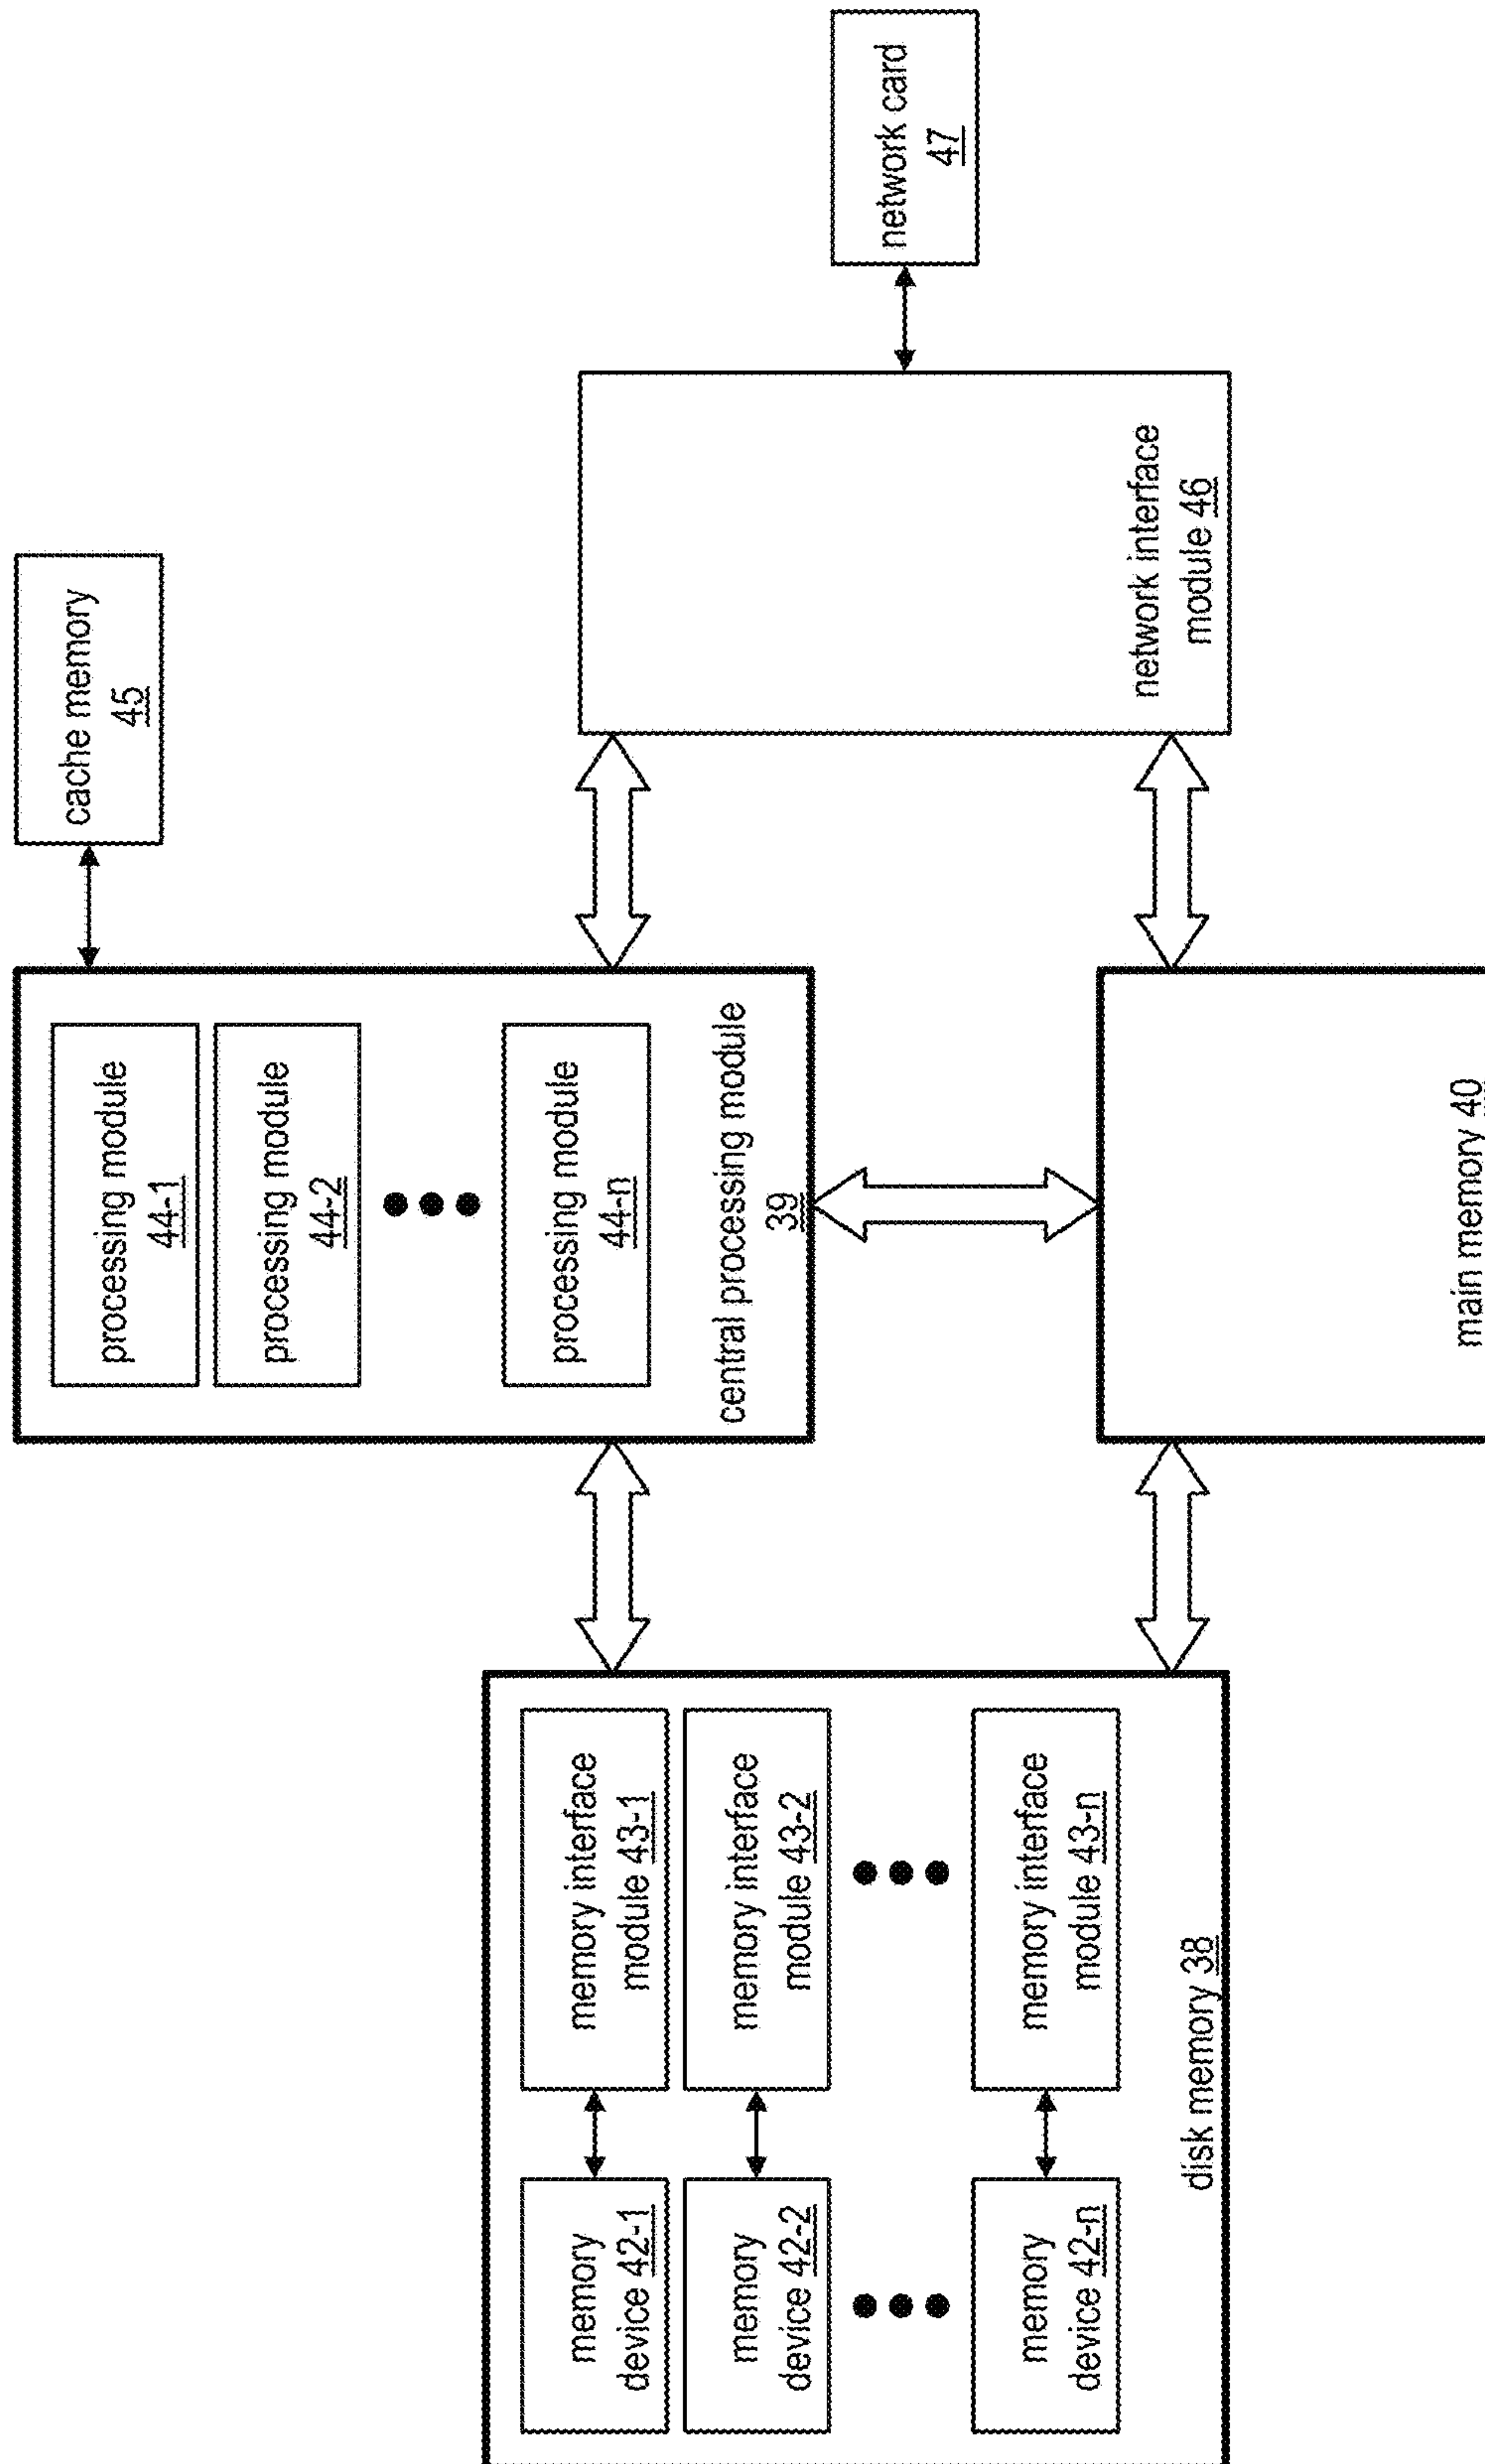 memory
device 42-1
memory interface
module 43-1
memory
device 42-2
memory interface
module 43-2
memory
device 42-n
memory interface
module 43-n
disk memory 38
processing module
44-1
processing module
44-2
processing module
44-n
central processing module
39
main memory 40
cache memory
45
network interface
module 46
network card
47